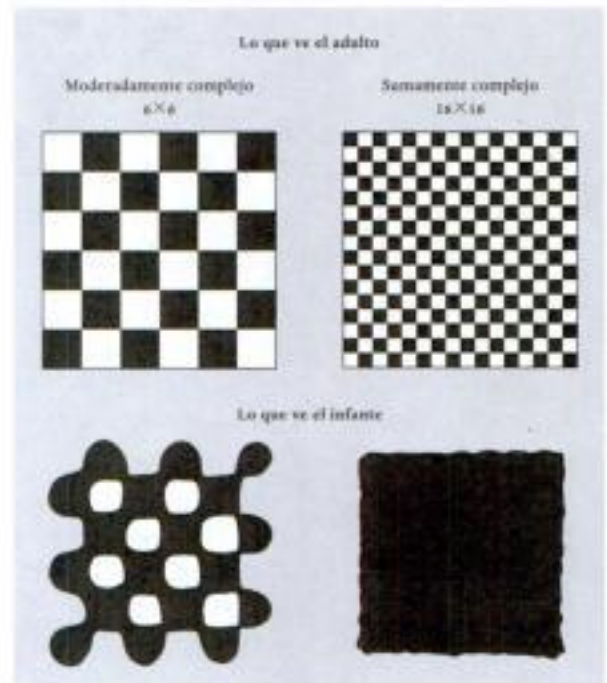 Lo que ve el adulto
Moderadamente complejo
6×6
Sumamente complejo
16×16
Lo que ve el infante